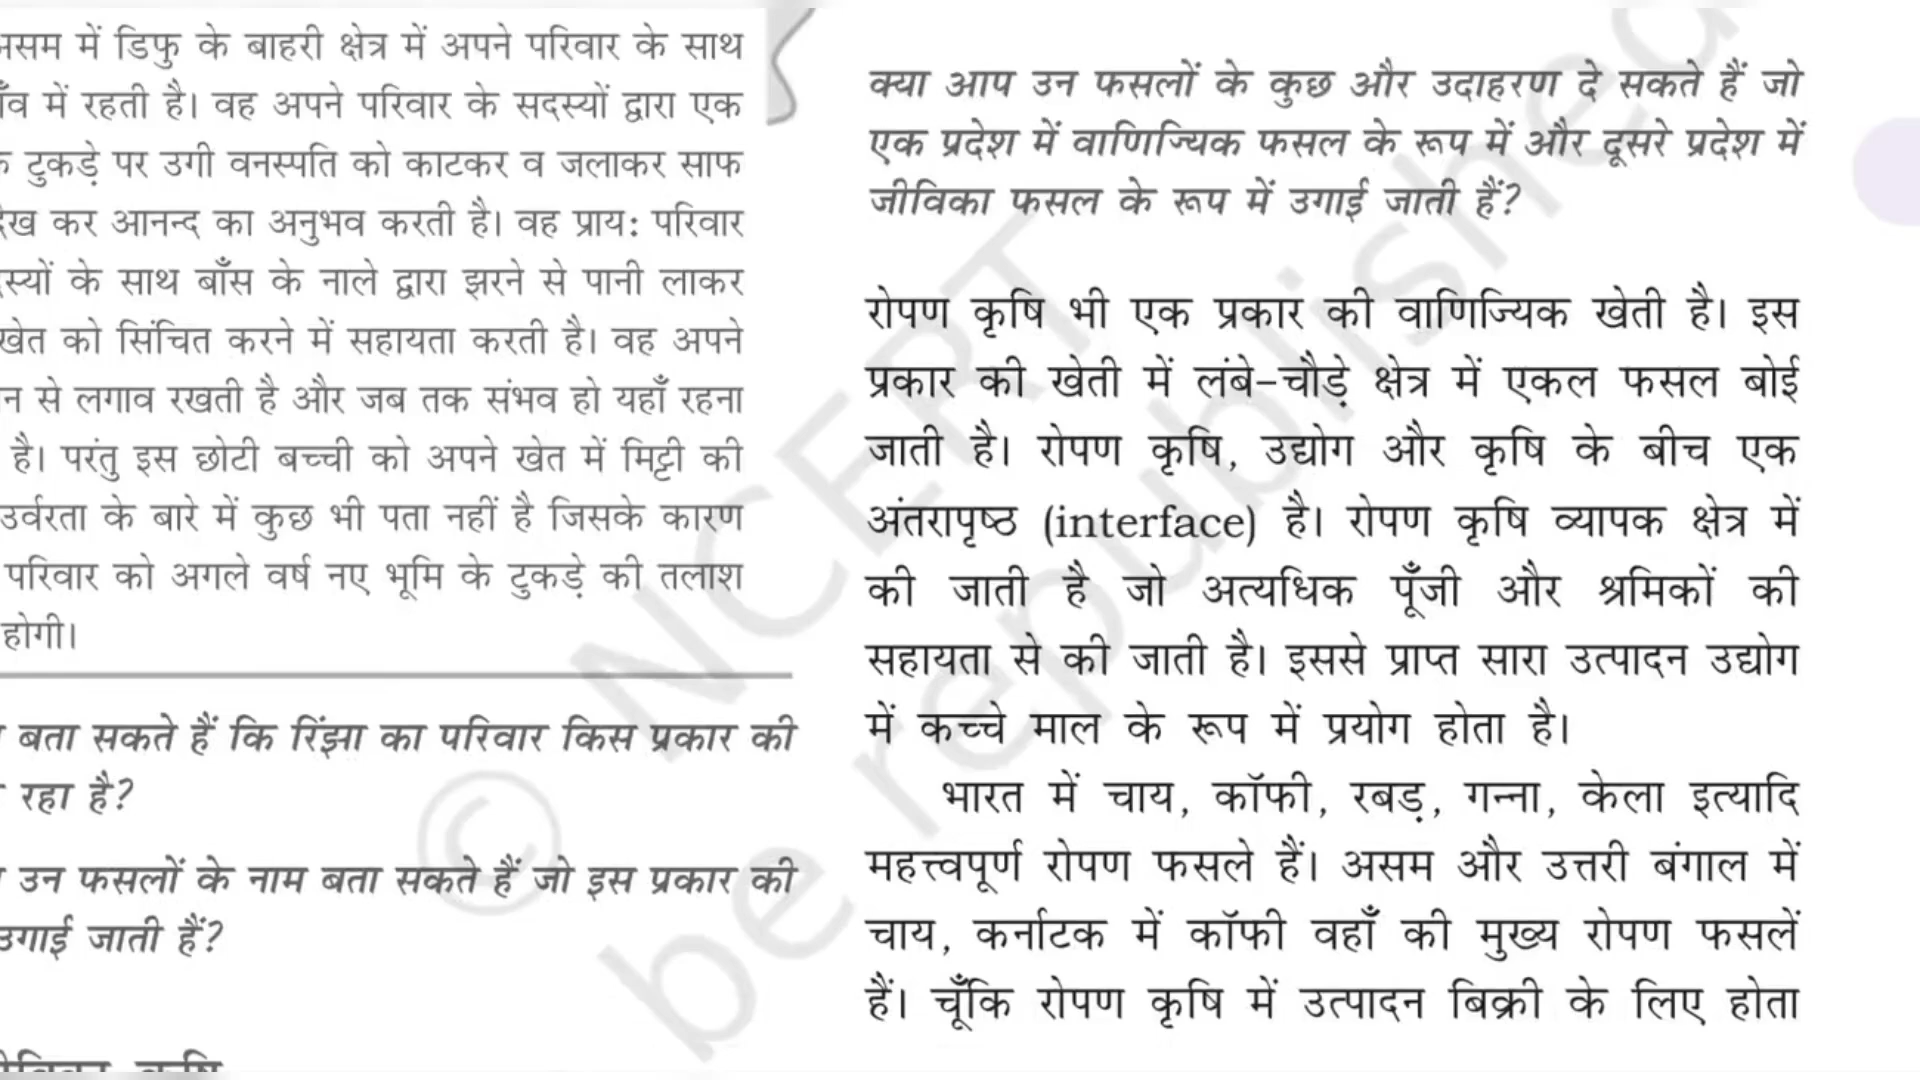 में डिफु के बाहरी क्षेत्र में अपने परिवार के साथ
में रहती है। वह अपने परिवार के सदस्यों द्वारा एक
टुकड़े पर उगी वनस्पति को काटकर व जलाकर साफ
कर आनन्द का अनुभव करती है। वह प्राय: परिवार
के साथ बाँस के नाले द्वारा झरने से पानी लाकर
खेत को सिंचित करने में सहायता करती है। वह अपने
से लगाव रखती है और जब तक संभव हो यहाँ रहना
है। परंतु इस छोटी बच्ची को अपने खेत में मिट्टी की
उर्वरता के बारे में कुछ भी पता नहीं है जिसके कारण
परिवार को अगले वर्ष नए भूमि के टुकड़े की तलाश
होगी।
बता सकते हैं कि रिंझा का परिवार किस प्रकार की
रहा है?
उन फसलों के नाम बता सकते हैं जो इस प्रकार की
उगाई जाती हैं?
क्या आप उन फसलों के कुछ और उदाहरण दे सकते हैं जो
एक प्रदेश में वाणिज्यिक फसल के रूप में और दूसरे प्रदेश में
जीविका फसल के रूप में उगाई जाती हैं?
रोपण कृषि भी एक प्रकार की वाणिज्यिक खेती है। इस
प्रकार की खेती में लंबे-चौड़े क्षेत्र में एकल फसल बोई
जाती है। रोपण कृषि, उद्योग और कृषि के बीच एक
अंतरापृष्ठ (interface) है। रोपण कृषि व्यापक क्षेत्र में
की जाती है जो अत्यधिक पूँजी और श्रमिकों की
सहायता से की जाती है। इससे प्राप्त सारा उत्पादन उद्योग
में कच्चे माल के रूप में प्रयोग होता है।
भारत में चाय, कॉफी, रबड़, गन्ना, केला इत्यादि
महत्त्वपूर्ण रोपण फसले हैं। असम और उत्तरी बंगाल में
चाय, कर्नाटक में कॉफी वहाँ की मुख्य रोपण फसलें
हैं। चूँकि रोपण कृषि में उत्पादन बिक्री के लिए होता
© NCERT
be republished